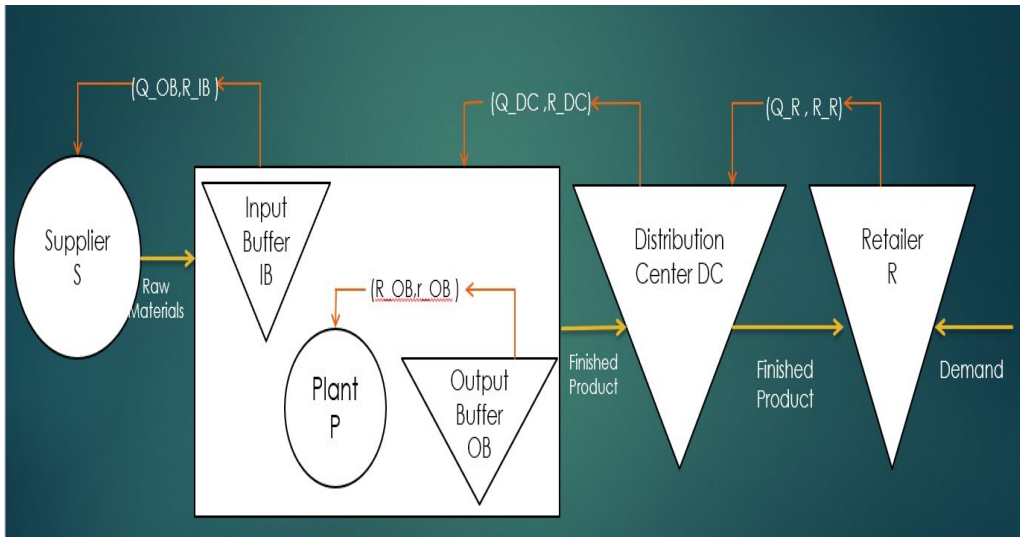 (Q_OB,R_IB )
(Q_DC ,R_DC)
(Q_R , R_R)
Supplier
S
Raw
Materials
Input
Buffer
IB
(R_OB,r_OB )
Plant
P
Output
Buffer
OB
Finished
Product
Distribution
Center DC
Finished
Product
Retailer
R
Demand